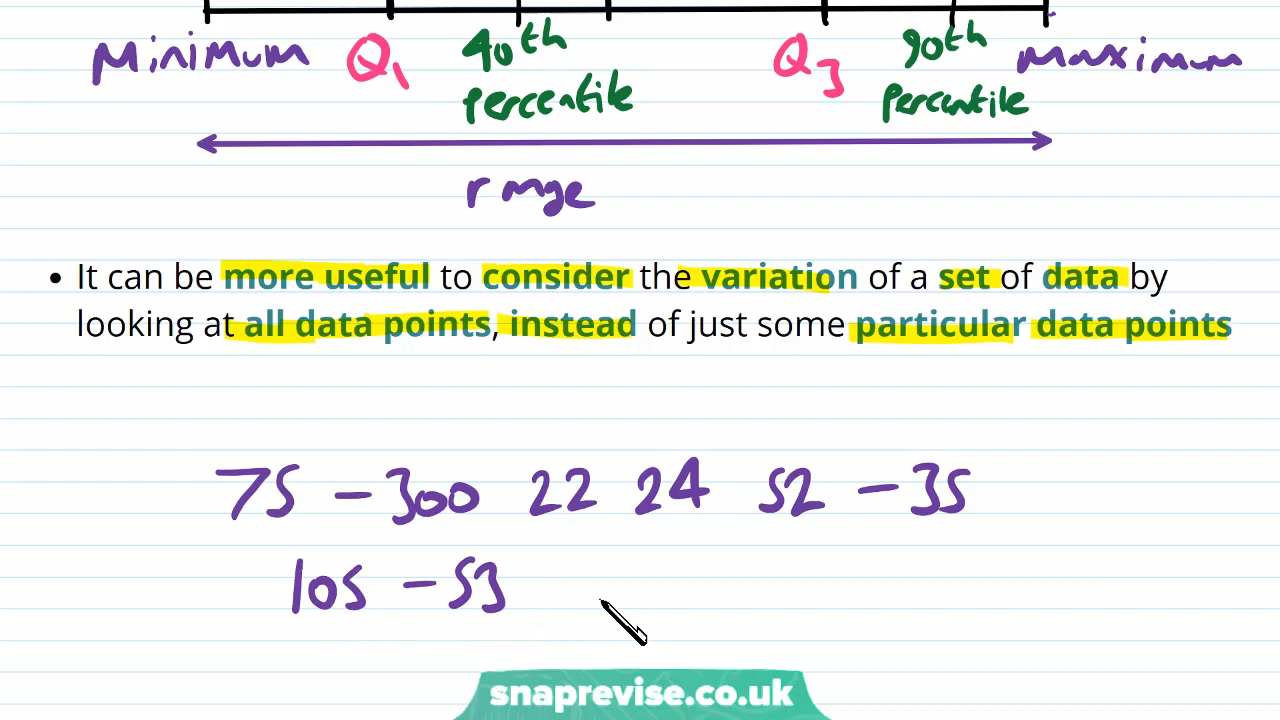 Minimum Q1 40th Q3 90th maximum
percentile percentile
range
• It can be more useful to consider the variation of a set of data by
looking at all data points, instead of just some particular data points
75 -300 22 24 52 -35
105 -53
snaprevise.co.uk